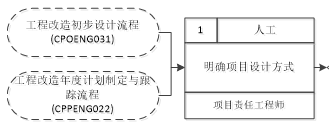 工程改造初步设计流程
(CPOENG031)
工程改造年度计划制定与跟
踪流程
(CPPENG022)
1 人工
明确项目设计方式
项目责任工程师